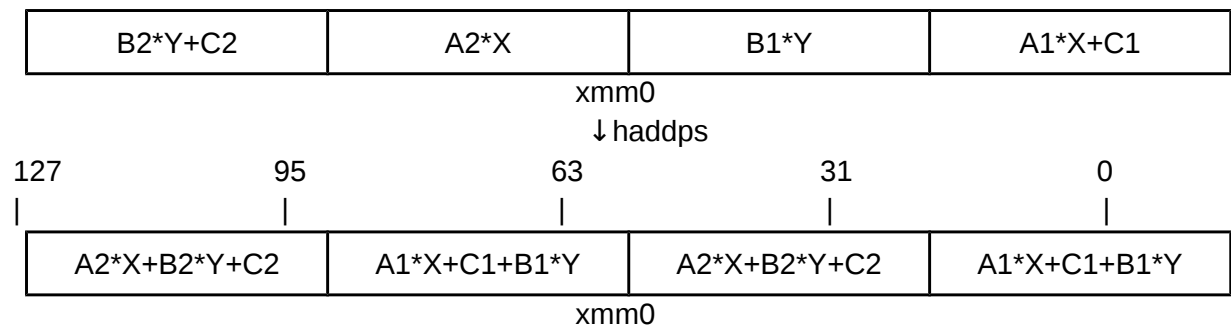 B2*Y+C2 A2*X B1*Y A1*X+C1
xmm0
↓haddps
127 95 63 31 0
| | | | |
A2*X+B2*Y+C2 A1*X+C1+B1*Y A2*X+B2*Y+C2 A1*X+C1+B1*Y
xmm0